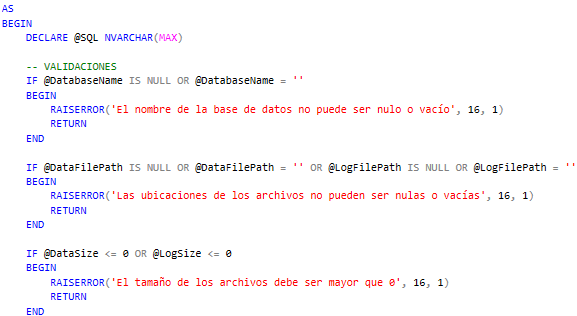 AS
BEGIN
DECLARE @SQL NVARCHAR(MAX)
-- VALIDACIONES
IF @DatabaseName IS NULL OR @DatabaseName = ''
BEGIN
RAISERROR('El nombre de la base de datos no puede ser nulo o vacío', 16, 1)
RETURN
END
IF @DataFilePath IS NULL OR @DataFilePath = '' OR @LogFilePath IS NULL OR @LogFilePath = ''
BEGIN
RAISERROR('Las ubicaciones de los archivos no pueden ser nulas o vacías', 16, 1)
RETURN
END
IF @DataSize <= 0 OR @LogSize <= 0
BEGIN
RAISERROR('El tamaño de los archivos debe ser mayor que 0', 16, 1)
RETURN
END